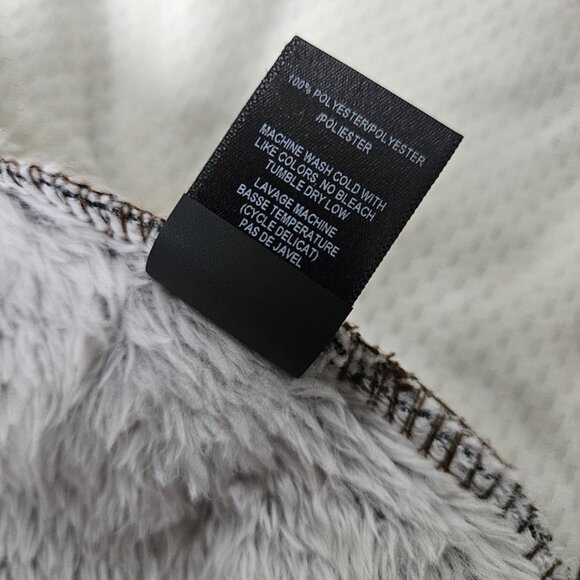 100% POLYESTER/POLYESTER
/POLIESTER
MACHINE WASH COLD WITH
LIKE COLORS, NO BLEACH
TUMBLE DRY LOW
LAVAGE MACHINE
BASSE TEMPERATURE
(CYCLE DELICAT)
PAS DE JAVEL